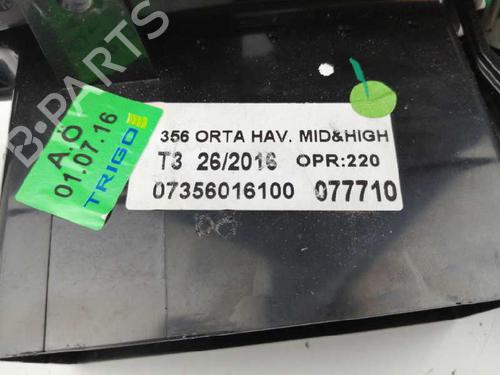 A.Ö
01.07.16
TRIGO
356 ORTA HAV. MID&HIGH
T3 26/2016 OPR:220
07356016100 077710
B-PARTS